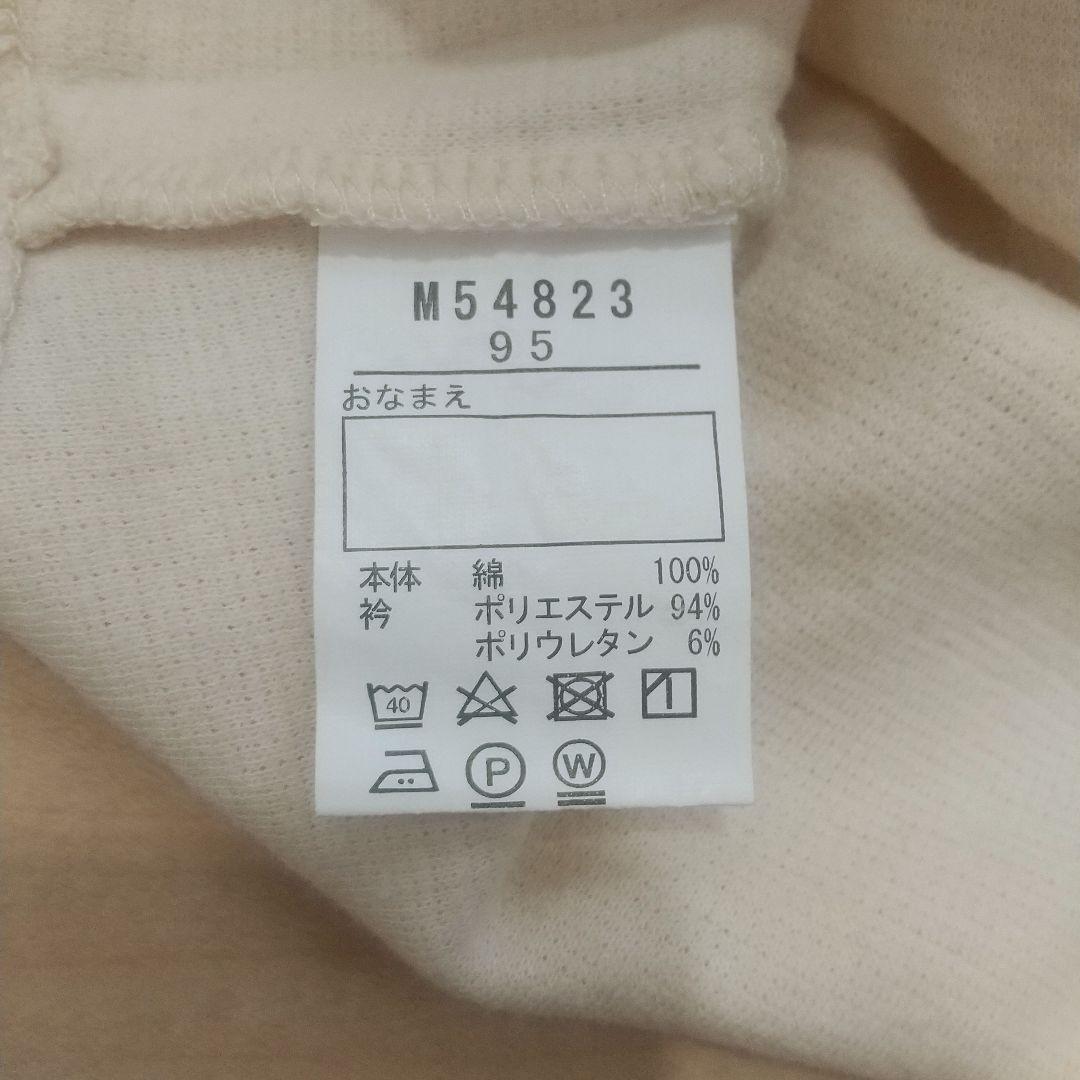 M54823
95
おなまえ
本体 綿 100%
衿 ポリエステル 94%
ポリウレタン 6%
40
P W